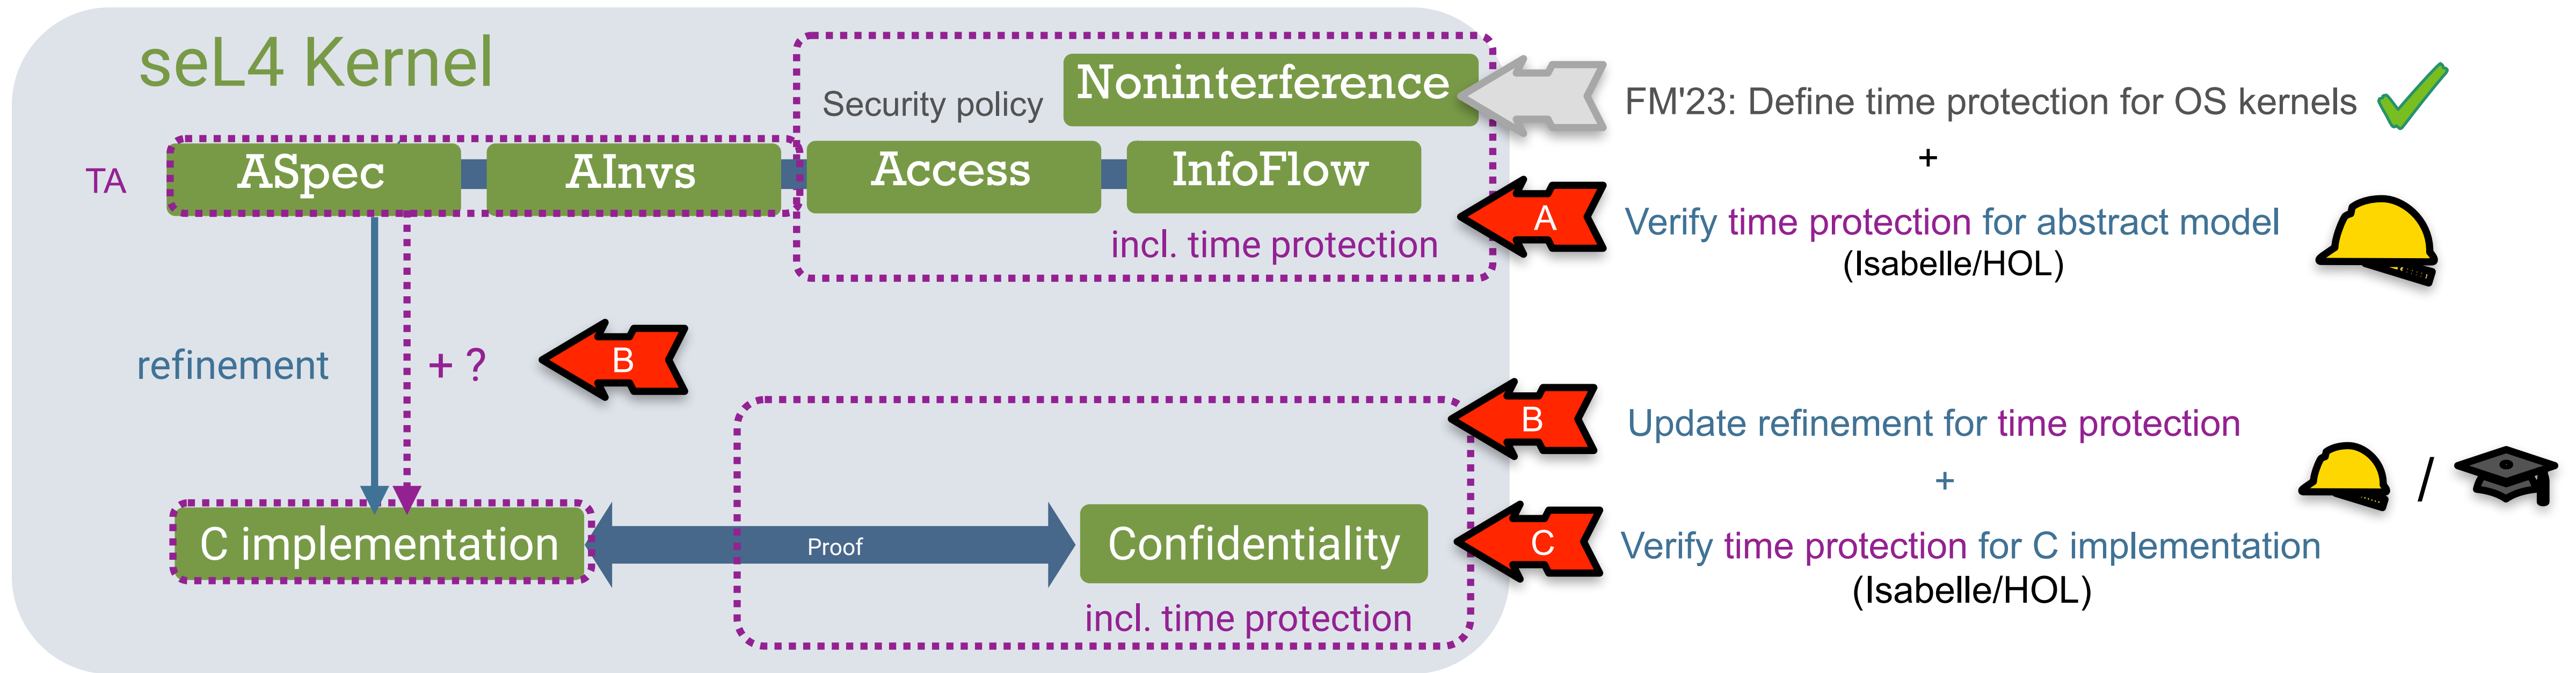 seL4 Kernel
Security policy
Noninterference
FM'23: Define time protection for OS kernels
+
TA
ASpec
AInvs
Access
InfoFlow
incl. time protection
A
Verify time protection for abstract model
(Isabelle/HOL)
refinement
+ ?
B
B
Update refinement for time protection
+
/
C implementation
Proof
Confidentiality
C
Verify time protection for C implementation
(Isabelle/HOL)
incl. time protection